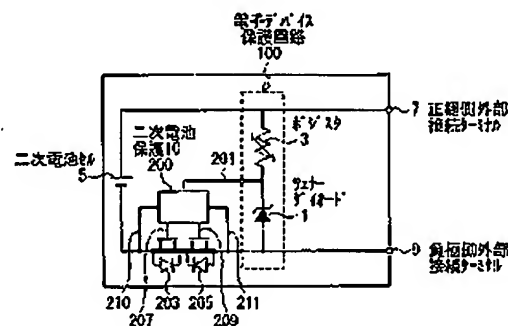 電子デバイス
保護回路
100
7 正極側外部
接続ターミナル
ポジスタ
3
二次電池
保護IC
200
201
二次電池セル
5
ツェナー
ダイオード
1
9 負極側外部
接続ターミナル
210
207
203
205
209
211